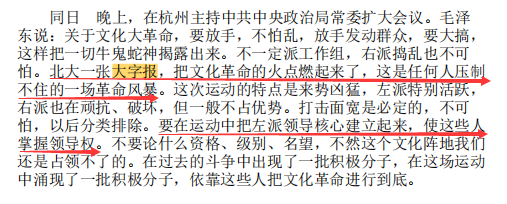 同日　晚上，在杭州主持中共中央政治局常委扩大会议。毛泽
东说：关于文化大革命，要放手，不怕乱，放手发动群众，要大搞，
这样把一切牛鬼蛇神揭露出来。不一定派工作组，右派捣乱也不可
怕。北大一张大字报，把文化革命的火点燃起来了，这是任何人压制
不住的一场革命风暴。这次运动的特点是来势凶猛，左派特别活跃，
右派也在顽抗、破坏，但一般不占优势。打击面宽是必定的，不可
怕，以后分类排除。要在运动中把左派领导核心建立起来，使这些人
掌握领导权。不要论什么资格、级别、名望，不然这个文化阵地我们
还是占领不了的。在过去的斗争中出现了一批积极分子，在这场运动
中涌现了一批积极分子，依靠这些人把文化革命进行到底。